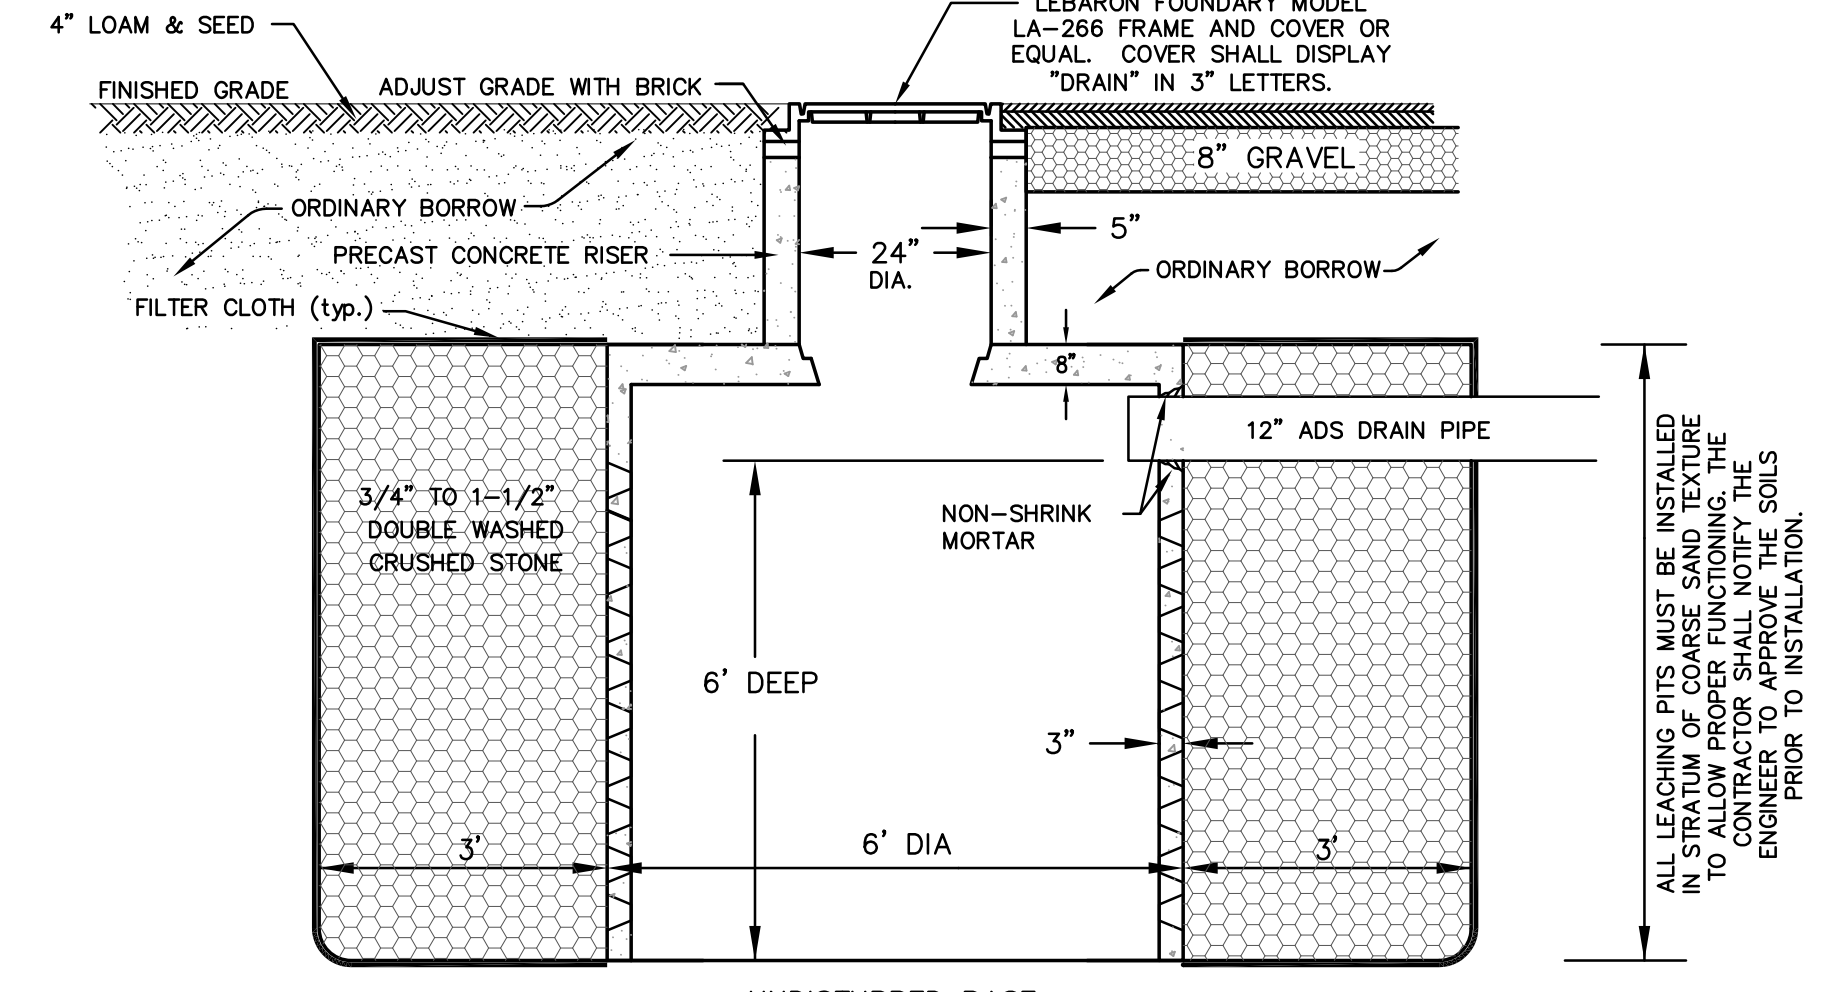 4" LOAM & SEED
LEBARON FOUNDARY MODEL
LA-266 FRAME AND COVER OR
EQUAL. COVER SHALL DISPLAY
"DRAIN" IN 3" LETTERS.
FINISHED GRADE
ADJUST GRADE WITH BRICK
8" GRAVEL
ORDINARY BORROW
5"
PRECAST CONCRETE RISER
24"
DIA.
ORDINARY BORROW
FILTER CLOTH (typ.)
8"
12" ADS DRAIN PIPE
3/4" TO 1-1/2"
DOUBLE WASHED
CRUSHED STONE
NON-SHRINK
MORTAR
6' DEEP
3"
3'
6' DIA
3'
ALL LEACHING PITS MUST BE INSTALLED
IN STRATUM OF COARSE SAND TEXTURE
TO ALLOW PROPER FUNCTIONING. THE
CONTRACTOR SHALL NOTIFY THE
ENGINEER TO APPROVE THE SOILS
PRIOR TO INSTALLATION.